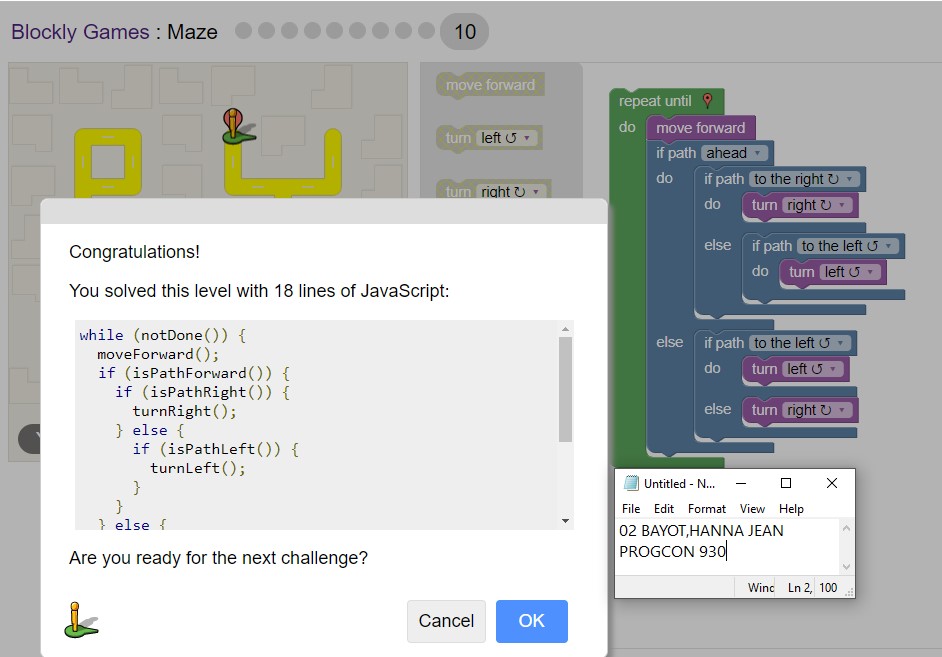 Blockly Games : Maze 10
move forward
turn left ↺ ▾
turn right ↻ ▾
Congratulations!
You solved this level with 18 lines of JavaScript:
while (notDone()) {
  moveForward();
  if (isPathForward()) {
    if (isPathRight()) {
      turnRight();
    } else {
      if (isPathLeft()) {
        turnLeft();
      }
    }
  } else {
Are you ready for the next challenge?
Cancel OK
repeat until
do move forward
if path ahead ▾
do if path to the right ↻ ▾
do turn right ↻ ▾
else if path to the left ↺ ▾
do turn left ↺ ▾
else if path to the left ↺ ▾
do turn left ↺ ▾
else turn right ↻ ▾
Untitled - N...
File Edit Format View Help
02 BAYOT,HANNA JEAN
PROGCON 930
Winc Ln 2, 100